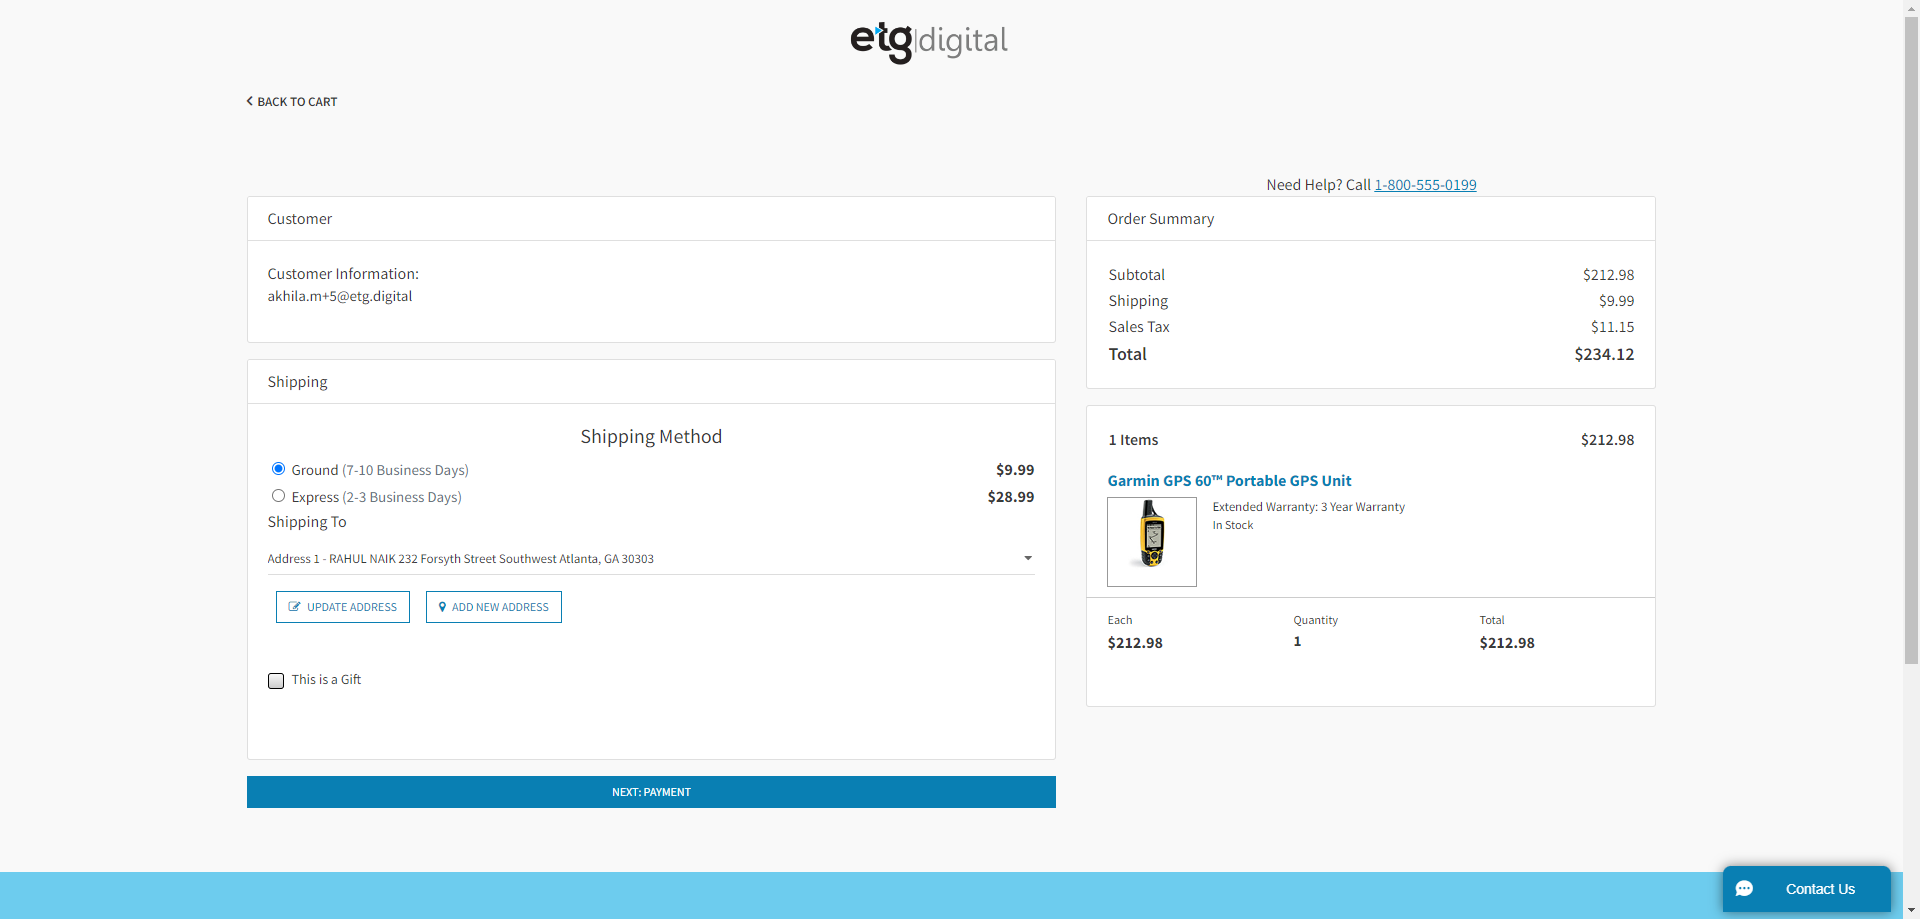 etg|digital
BACK TO CART
Need Help? Call 1-800-555-0199
Customer
Customer Information:
akhila.m+5@etg.digital
Shipping
Shipping Method
Ground (7-10 Business Days) $9.99
Express (2-3 Business Days) $28.99
Shipping To
Address 1 - RAHUL NAIK 232 Forsyth Street Southwest Atlanta, GA 30303
UPDATE ADDRESS ADD NEW ADDRESS
This is a Gift
NEXT: PAYMENT
Order Summary
Subtotal $212.98
Shipping $9.99
Sales Tax $11.15
Total $234.12
1 Items $212.98
Garmin GPS 60™ Portable GPS Unit
Extended Warranty: 3 Year Warranty
In Stock
Each Quantity Total
$212.98 1 $212.98
Contact Us